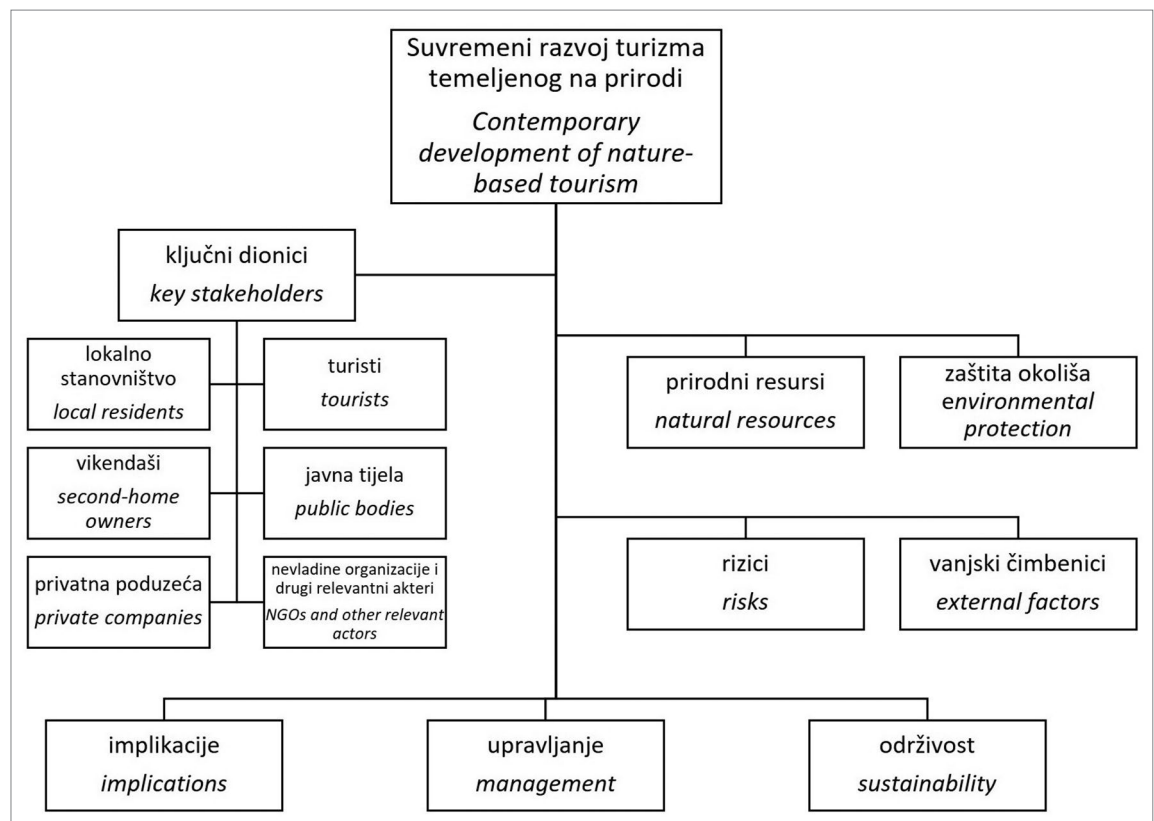 Suvremeni razvoj turizma
temeljenog na prirodi
Contemporary
development of nature-
based tourism
ključni dionici
key stakeholders
lokalno
stanovništvo
local residents
turisti
tourists
vikendaši
second-home
owners
javna tijela
public bodies
privatna poduzeća
private companies
nevladine organizacije i
drugi relevantni akteri
NGOs and other relevant
actors
prirodni resursi
natural resources
zaštita okoliša
environmental
protection
rizici
risks
vanjski čimbenici
external factors
implikacije
implications
upravljanje
management
održivost
sustainability